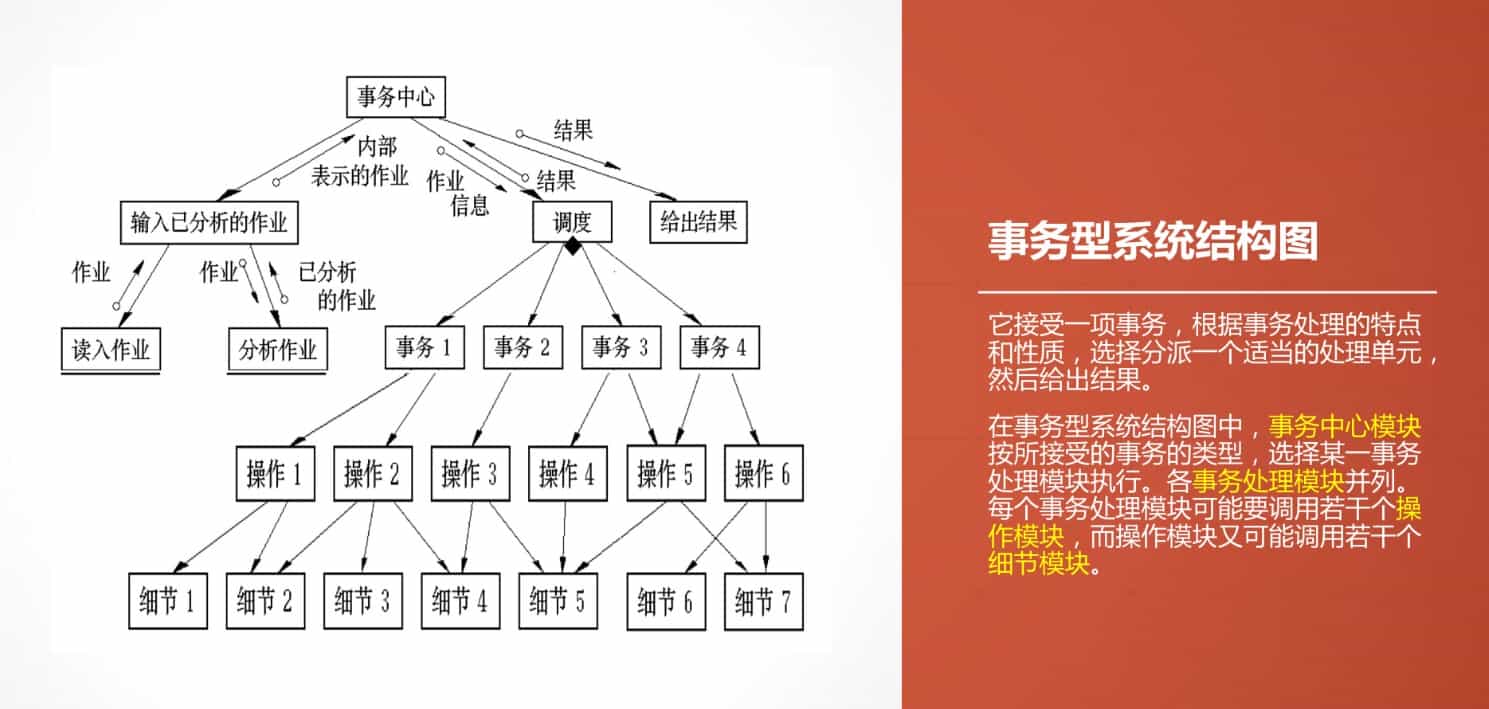 事务中心
结果
内部
表示的作业
作业
信息
结果
输入已分析的作业
调度
给出结果
作业
作业
已分析
的作业
读入作业
分析作业
事务 1
事务 2
事务 3
事务 4
操作 1
操作 2
操作 3
操作 4
操作 5
操作 6
细节 1
细节 2
细节 3
细节 4
细节 5
细节 6
细节 7
事务型系统结构图
它接受一项事务，根据事务处理的特点
和性质，选择分派一个适当的处理单元，
然后给出结果。
在事务型系统结构图中，事务中心模块
按所接受的事务的类型，选择某一事务
处理模块执行。各事务处理模块并列。
每个事务处理模块可能要调用若干个操
作模块，而操作模块又可能调用若干个
细节模块。